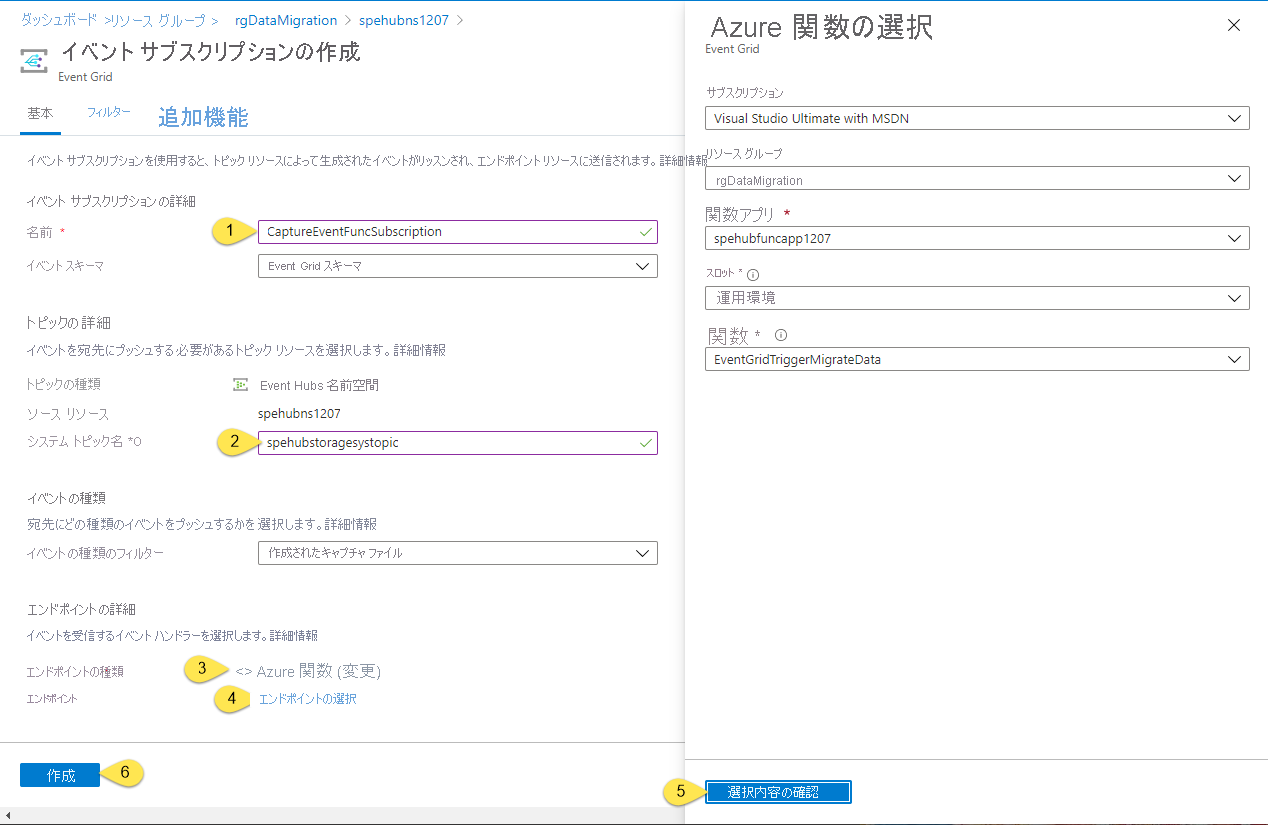 ダッシュボード >リソース グループ > rgDataMigration > spehubns1207 >
イベント サブスクリプションの作成
Event Grid
基本 フィルター 追加機能
イベント サブスクリプションを使用すると、トピック リソースによって生成されたイベントがリッスンされ、エンドポイント リソースに送信されます。詳細情報
イベント サブスクリプションの詳細
名前 * 1 CaptureEventFuncSubscription
イベント スキーマ Event Grid スキーマ
トピックの詳細
イベントを宛先にプッシュする必要があるトピック リソースを選択します。詳細情報
トピックの種類 Event Hubs 名前空間
ソース リソース spehubns1207
システム トピック名 *O 2 spehubstoragesystopic
イベントの種類
宛先にどの種類のイベントをプッシュするかを選択します。詳細情報
イベントの種類のフィルター 作成されたキャプチャ ファイル
エンドポイントの詳細
イベントを受信するイベント ハンドラーを選択します。詳細情報
エンドポイントの種類 3 <> Azure 関数 (変更)
エンドポイント 4 エンドポイントの選択
作成 6
Azure 関数の選択
Event Grid
サブスクリプション
Visual Studio Ultimate with MSDN
リソース グループ
rgDataMigration
関数アプリ *
spehubfuncapp1207
スロット *
運用環境
関数 *
EventGridTriggerMigrateData
5 選択内容の確認